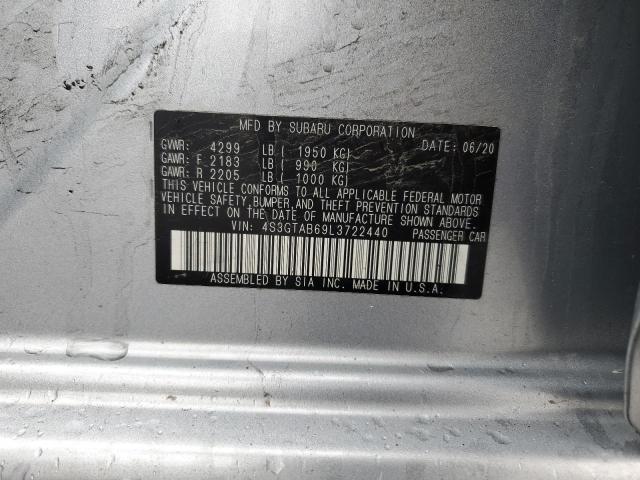 MFD BY SUBARU CORPORATION
DATE: 06/20
GVWR: 4299 LB ( 1950 KG)
GAWR: F 2183 LB ( 990 KG)
GAWR: R 2205 LB ( 1000 KG)
THIS VEHICLE CONFORMS TO ALL APPLICABLE FEDERAL MOTOR
VEHICLE SAFETY, BUMPER, AND THEFT PREVENTION STANDARDS
IN EFFECT ON THE DATE OF MANUFACTURE SHOWN ABOVE.
VIN: 4S3GTAB69L3722440 PASSENGER CAR
ASSEMBLED BY SIA INC. MADE IN U.S.A.